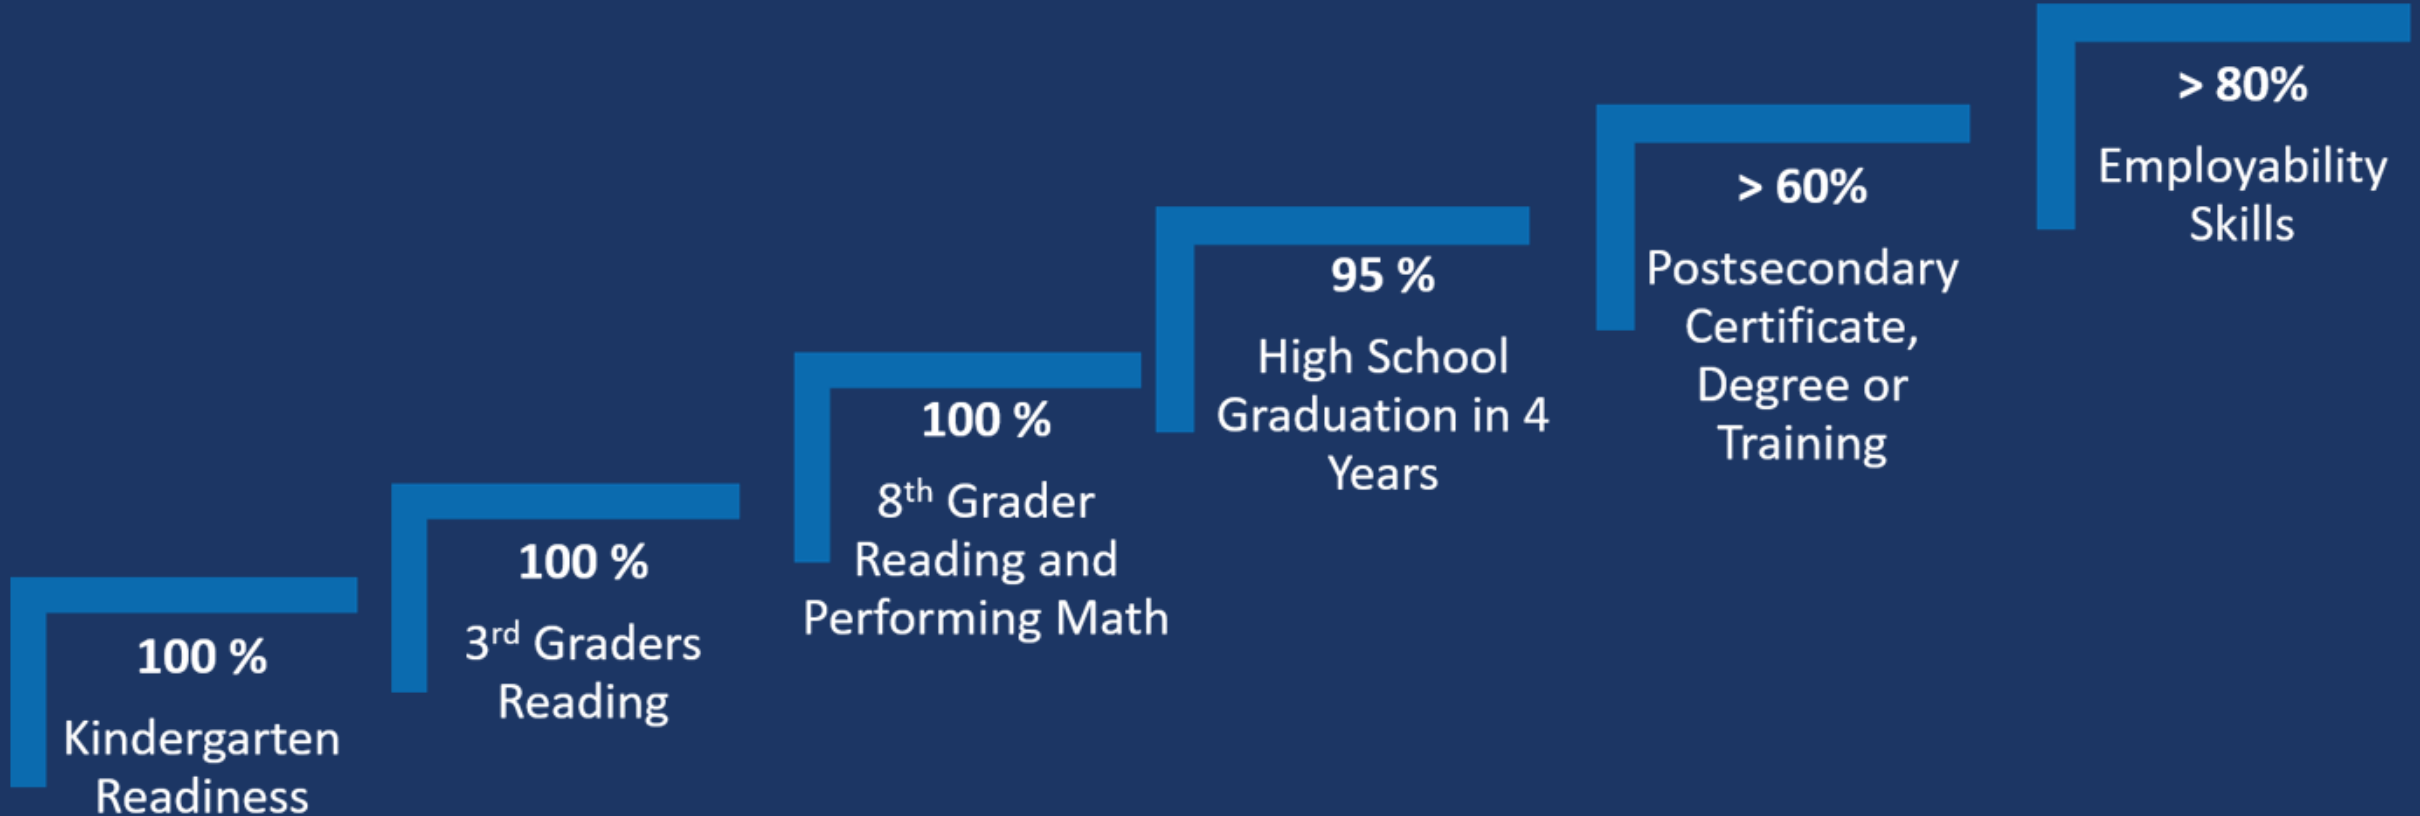 100 %
Kindergarten
Readiness
100 %
3rd Graders
Reading
100 %
8th Grader
Reading and
Performing Math
95 %
High School
Graduation in 4
Years
> 60%
Postsecondary
Certificate,
Degree or
Training
> 80%
Employability
Skills